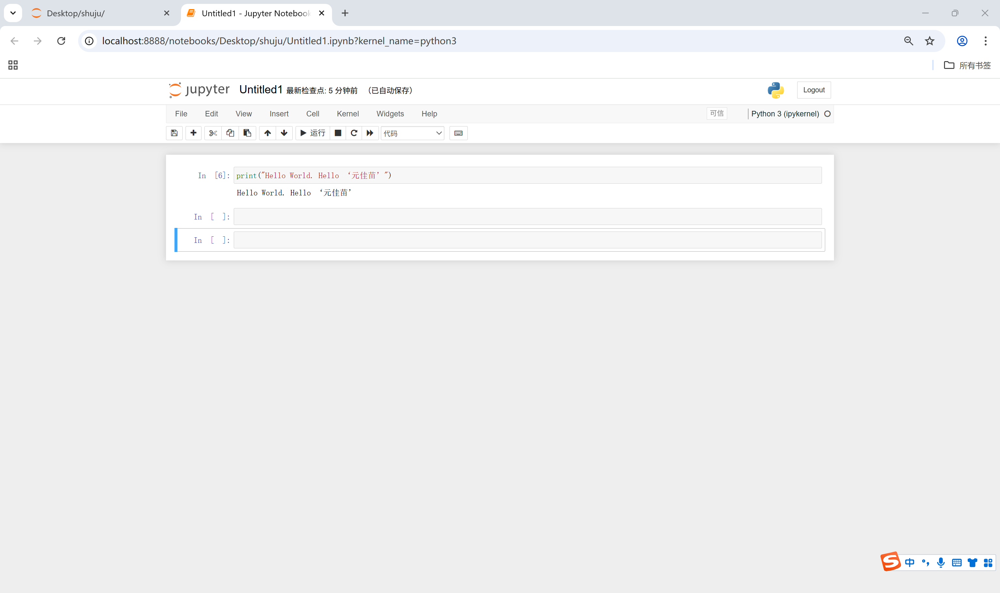 Desktop/shuju/
Untitled1 - Jupyter Notebook
localhost:8888/notebooks/Desktop/shuju/Untitled1.ipynb?kernel_name=python3
所有书签
jupyter Untitled1 最新检查点: 5 分钟前 （已自动保存）
Logout
File Edit View Insert Cell Kernel Widgets Help
可信
Python 3 (ipykernel)
运行
代码
In [6]: print("Hello World. Hello ‘元佳苗’")
Hello World. Hello ‘元佳苗’
In [ ]:
In [ ]:
S 中